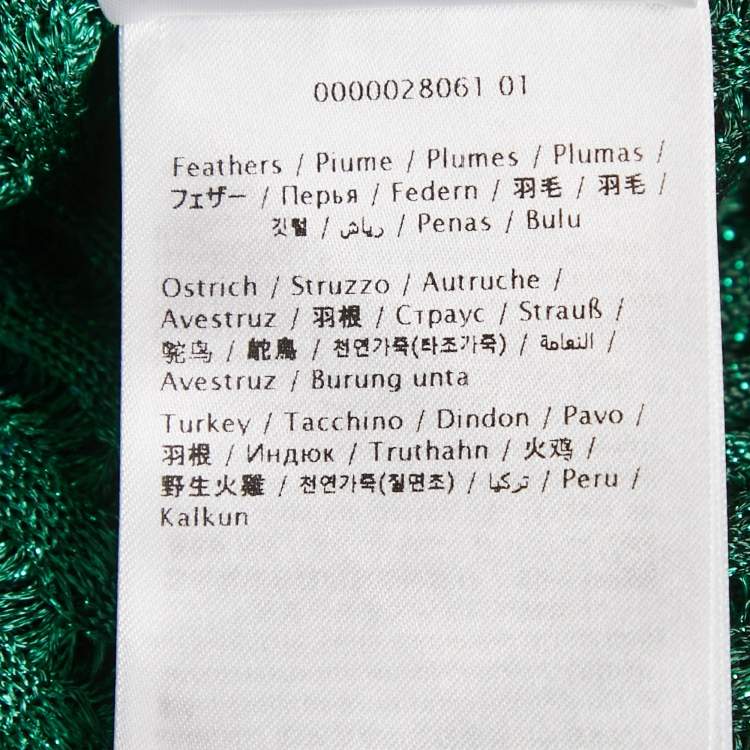 0000028061 01
Feathers / Piume / Plumes / Plumas /
フェザー / Перья / Federn / 羽毛 / 羽毛 /
깃털 / رياش / Penas / Bulu
Ostrich / Struzzo / Autruche /
Avestruz / 羽根 / Страус / Strauß /
鸵鸟 / 鴕鳥 / 천연가죽(타조가죽) / النعامة /
Avestruz / Burung unta
Turkey / Tacchino / Dindon / Pavo /
羽根 / Индюк / Truthahn / 火鸡 /
野生火雞 / 천연가죽(칠면조) / تركيا / Peru /
Kalkun